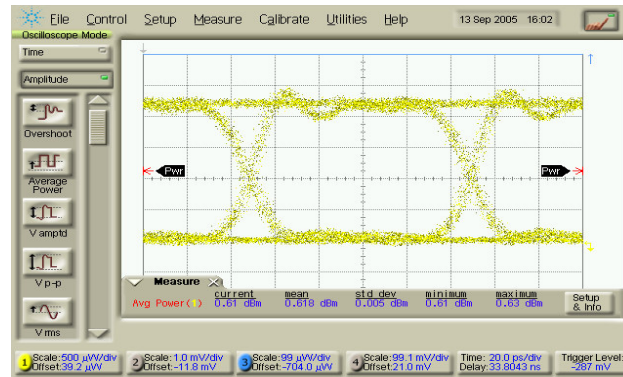 File Control Setup Measure Calibrate Utilities Help 13 Sep 2005 16:02
Oscilloscope Mode
Time
Amplitude
Overshoot
Average
Power
V amptd
V p-p
V rms
Pwr Pwr
Measure
current mean std dev minimum maximum
Avg Power(1) 0.61 dBm 0.618 dBm 0.005 dBm 0.61 dBm 0.63 dBm
Setup
& Info
1 Scale:500 µW/div Offset:39.2 µW
2 Scale:1.0 mV/div Offset:-11.8 mV
3 Scale:99 µW/div Offset:-704.0 µW
4 Scale:99.1 mV/div Offset:21.0 mV
Time: 20.0 ps/div Delay:33.8043 ns
Trigger Level: -287 mV